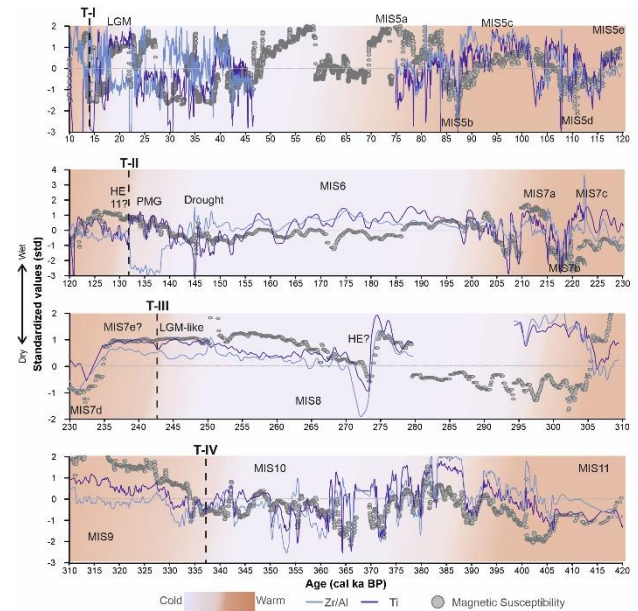 T-I
LGM
MIS5a
MIS5c
MIS5e
MIS5b
MIS5d
2
1
0
-1
-2
-3
10 15 20 25 30 35 40 45 50 55 60 65 70 75 80 85 90 95 100 105 110 115 120
T-II
HE
11?
PMG
Drought
MIS6
MIS7a
MIS7c
MIS7b
4
3
2
1
0
-1
-2
-3
120 125 130 135 140 145 150 155 160 165 170 175 180 185 190 195 200 205 210 215 220 225 230
Dry
Wet
Standardized values (std)
T-III
MIS7e?
LGM-like
HE?
MIS7d
MIS8
2
1
0
-1
-2
230 235 240 245 250 255 260 265 270 275 280 285 290 295 300 305 310
T-IV
MIS10
MIS11
MIS9
2
1
0
-1
-2
-3
310 315 320 325 330 335 340 345 350 355 360 365 370 375 380 385 390 395 400 405 410 415 420
Age (cal ka BP)
Cold Warm Zr/Al Ti Magnetic Susceptibility